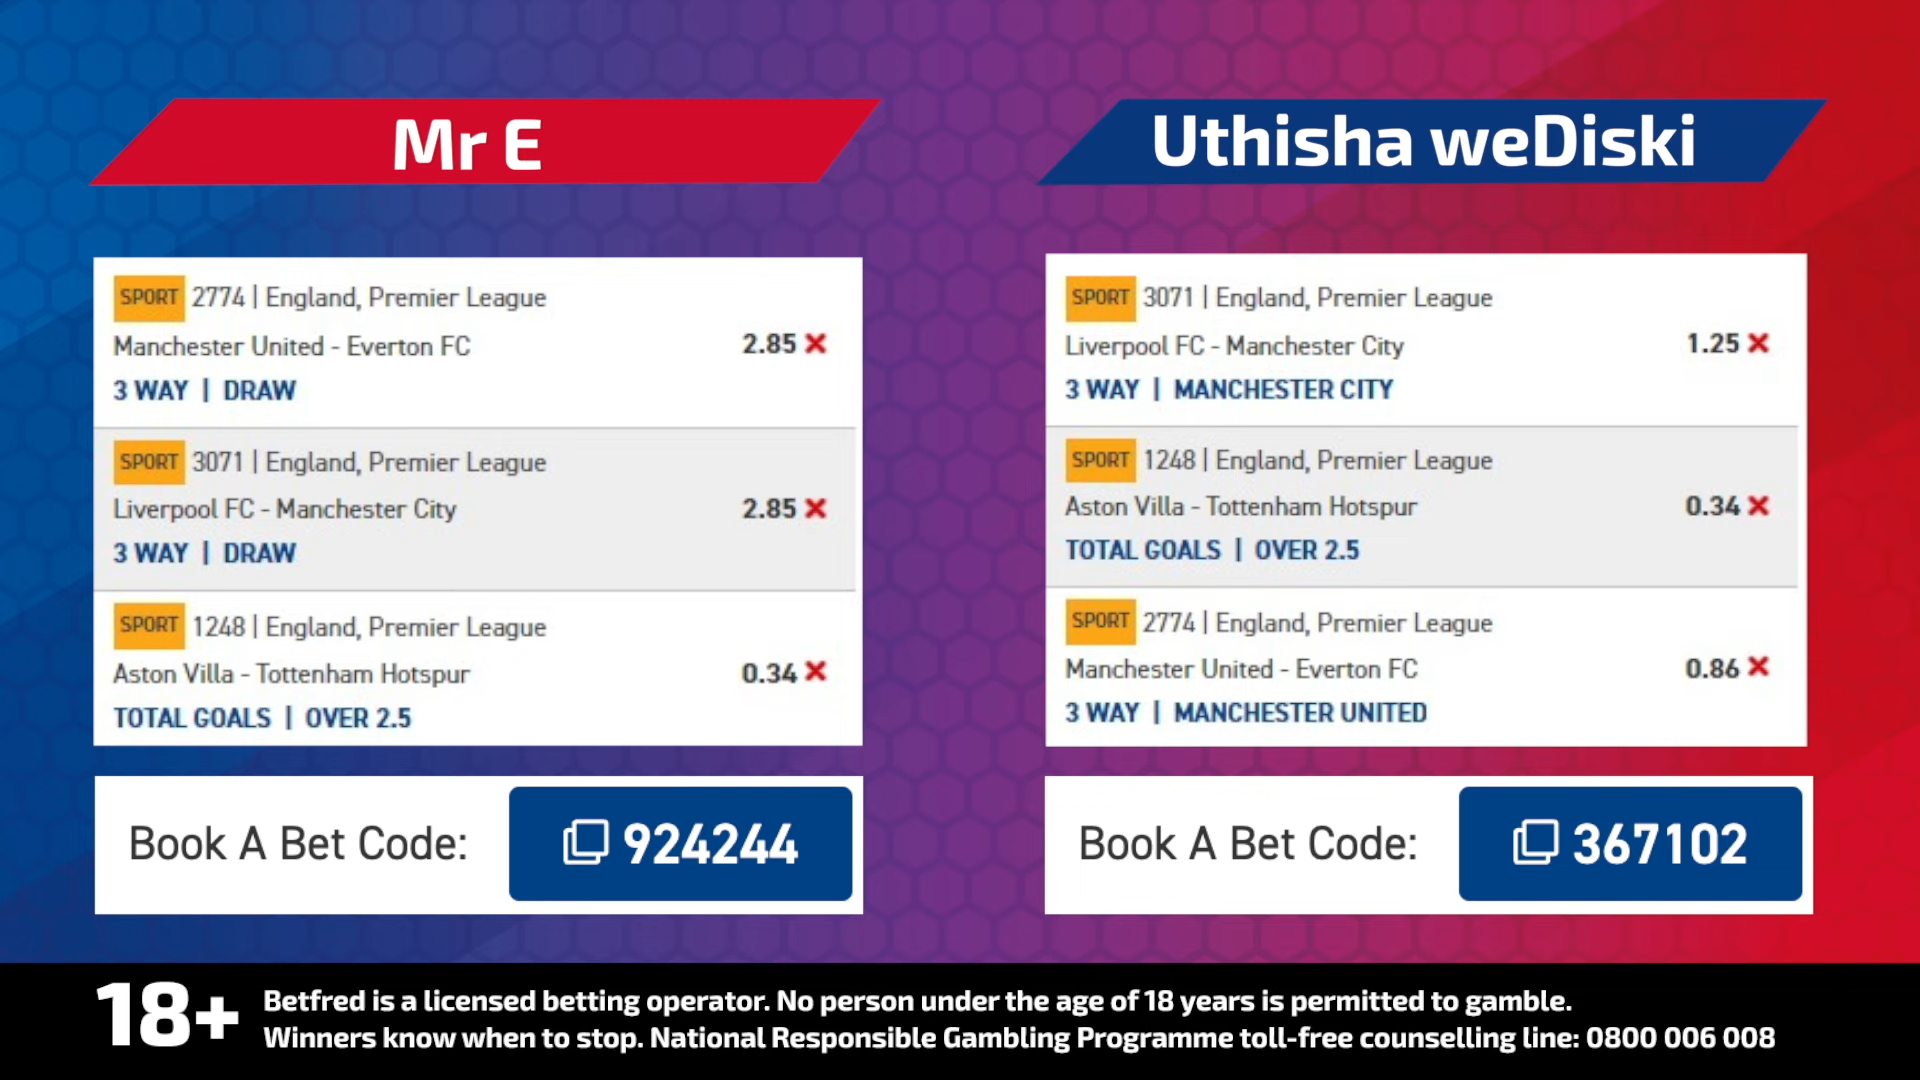 Mr E
SPORT 2774 | England, Premier League
Manchester United - Everton FC 2.85
3 WAY | DRAW
SPORT 3071 | England, Premier League
Liverpool FC - Manchester City 2.85
3 WAY | DRAW
SPORT 1248 | England, Premier League
Aston Villa - Tottenham Hotspur 0.34
TOTAL GOALS | OVER 2.5
Book A Bet Code: 924244
Uthisha weDiski
SPORT 3071 | England, Premier League
Liverpool FC - Manchester City 1.25
3 WAY | MANCHESTER CITY
SPORT 1248 | England, Premier League
Aston Villa - Tottenham Hotspur 0.34
TOTAL GOALS | OVER 2.5
SPORT 2774 | England, Premier League
Manchester United - Everton FC 0.86
3 WAY | MANCHESTER UNITED
Book A Bet Code: 367102
18+
Betfred is a licensed betting operator. No person under the age of 18 years is permitted to gamble.
Winners know when to stop. National Responsible Gambling Programme toll-free counselling line: 0800 006 008